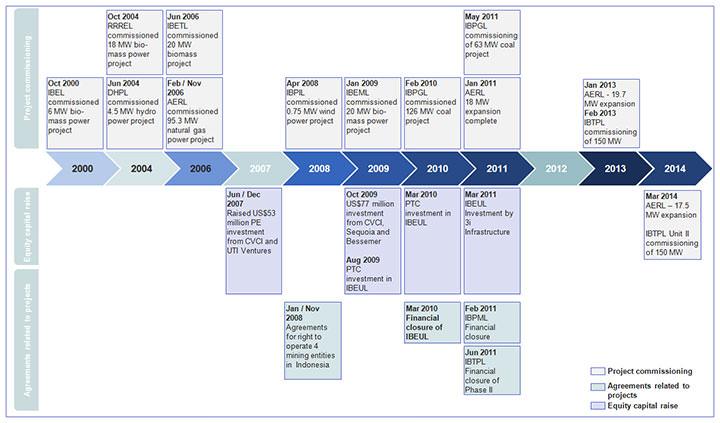 Project commissioning
Oct 2004
RRREL
commissioned
18 MW bio-
mass power
project
Jun 2006
IBETL
commissioned
20 MW
biomass power
project
May 2011
IBPGL
commissioning
of 63 MW coal
project
Oct 2000
IBEL
commissioned
6 MW bio-
mass power
project
Jun 2004
DHPL
commissioned
4.5 MW hydro
power project
Feb / Nov
2006
AERL
commissioned
95.3 MW
natural gas
power project
Apr 2008
IBPIL
commissioned
0.75 MW wind
power project
Jan 2009
IBEML
commissioned
20 MW bio-
mass power
project
Feb 2010
IBPGL
commissioned
126 MW coal
project
Jan 2011
AERL
18 MW
expansion
complete
Jan 2013
AERL - 19.7
MW expansion
Feb 2013
IBTPL
commissioning
of 150 MW
2000
2004
2006
2007
2008
2009
2010
2011
2012
2013
2014
Equity capital raise
Jun / Dec
2007
Raised US$53
million PE
investment
from CVCI and
UTI Ventures
Oct 2009
US$77 million
investment
from CVCI,
Sequoia and
Bessemer
Aug 2009
PTC
investment in
IBEUL
Mar 2010
PTC
investment in
IBEUL
Mar 2011
IBEUL
Investment by
3i
Infrastructure
Mar 2014
AERL – 17.5
MW expansion
IBTPL Unit II
commissioning
of 150 MW
Agreements related to projects
Jan / Nov
2008
Agreements
for right to
operate 4
mining entities
in Indonesia
Mar 2010
Financial
closure of
IBEUL
Feb 2011
IBPML
Financial
closure
Jun 2011
IBTPL
Financial
closure of
Phase II
Project commissioning
Agreements related to
projects
Equity capital raise